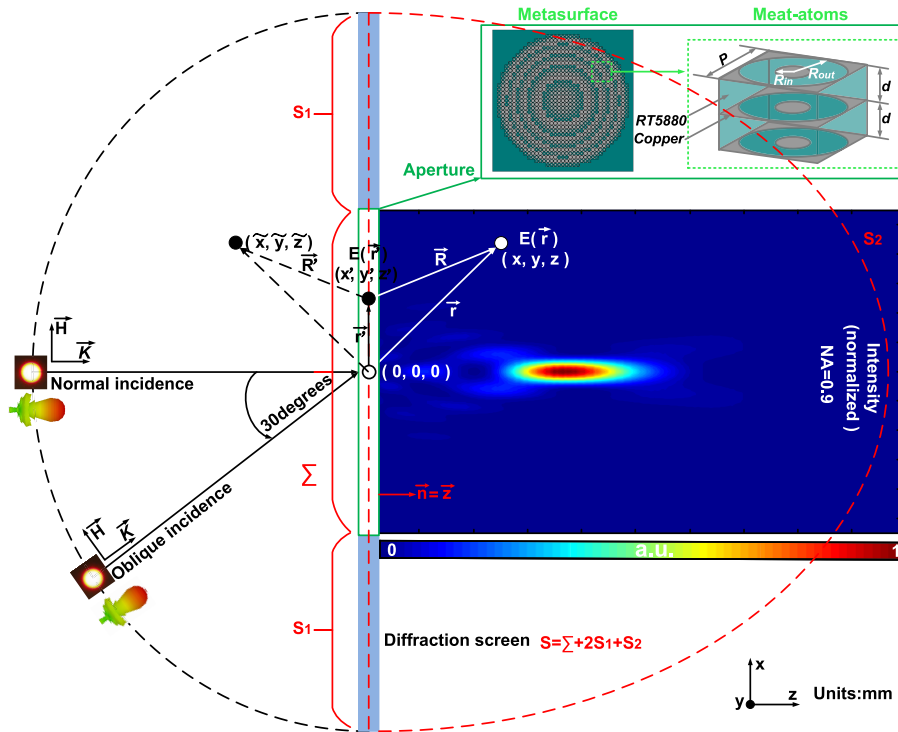 Metasurface
Meat-atoms
P
Rin
Rout
d
d
RT5880
Copper
Aperture
S1
(x̃, ỹ, z̃)
R⃗'
E(r⃗')
(x', y', z')
r⃗'
R⃗
E(r⃗)
(x, y, z)
r⃗
S2
(0, 0, 0)
H⃗
K⃗
Normal incidence
30degrees
Intensity
(normalized)
NA=0.9
Σ
n⃗=z⃗
H⃗
K⃗
Oblique incidence
0 a.u. 1
S1
Diffraction screen S=Σ+2S1+S2
x
y z
Units:mm